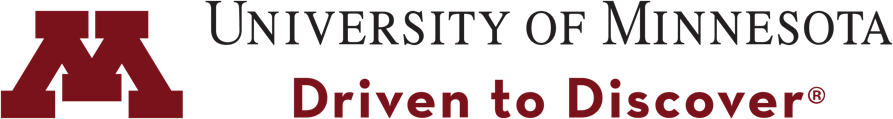 M
UNIVERSITY OF MINNESOTA
Driven to Discover®